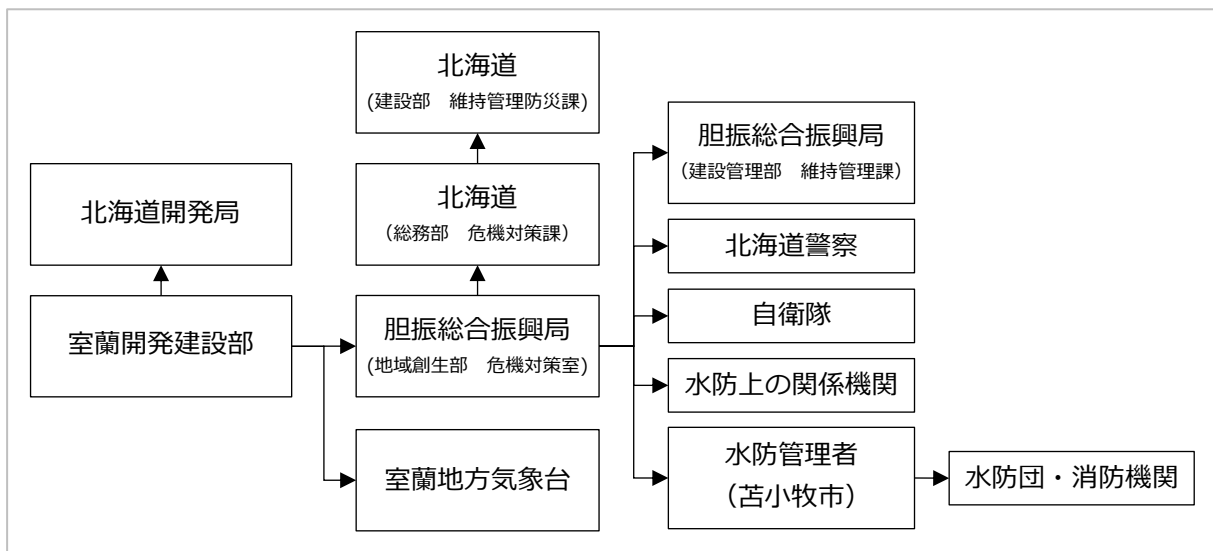 北海道
(建設部　維持管理防災課)
北海道
（総務部　危機対策課）
北海道開発局
室蘭開発建設部
胆振総合振興局
(地域創生部　危機対策室)
室蘭地方気象台
胆振総合振興局
（建設管理部　維持管理課）
北海道警察
自衛隊
水防上の関係機関
水防管理者
（苫小牧市）
水防団・消防機関